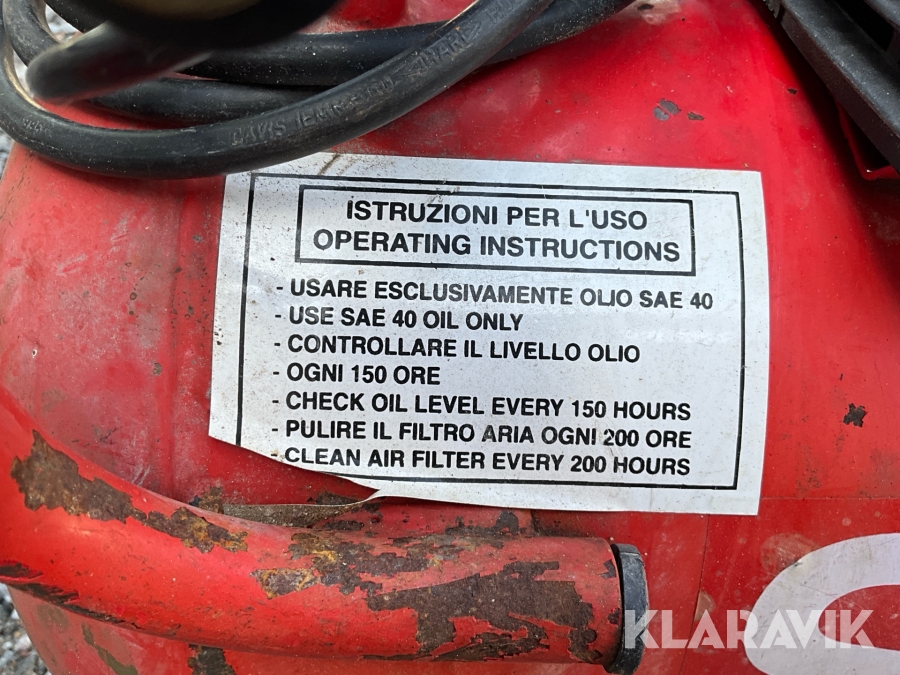 ISTRUZIONI PER L'USO
OPERATING INSTRUCTIONS
- USARE ESCLUSIVAMENTE OLIO SAE 40
- USE SAE 40 OIL ONLY
- CONTROLLARE IL LIVELLO OLIO
- OGNI 150 ORE
- CHECK OIL LEVEL EVERY 150 HOURS
- PULIRE IL FILTRO ARIA OGNI 200 ORE
- CLEAN AIR FILTER EVERY 200 HOURS
KLARAVIK